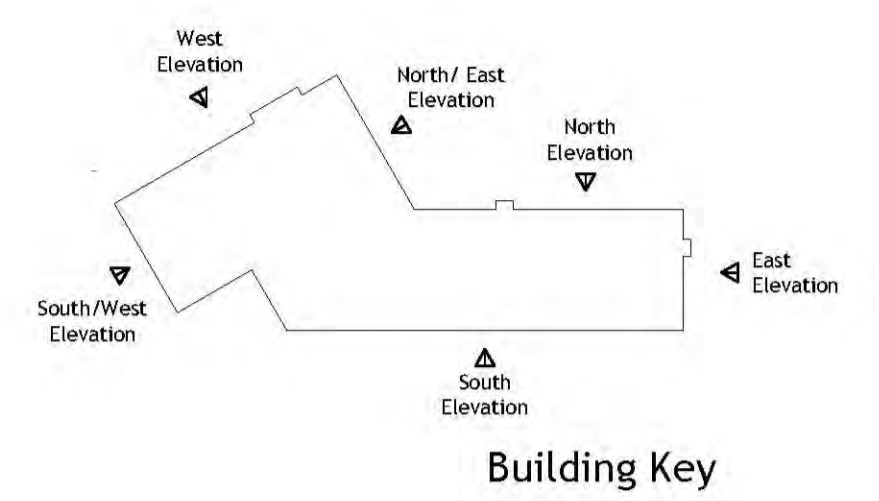 West
Elevation
North/ East
Elevation
North
Elevation
East
Elevation
South/West
Elevation
South
Elevation
Building Key